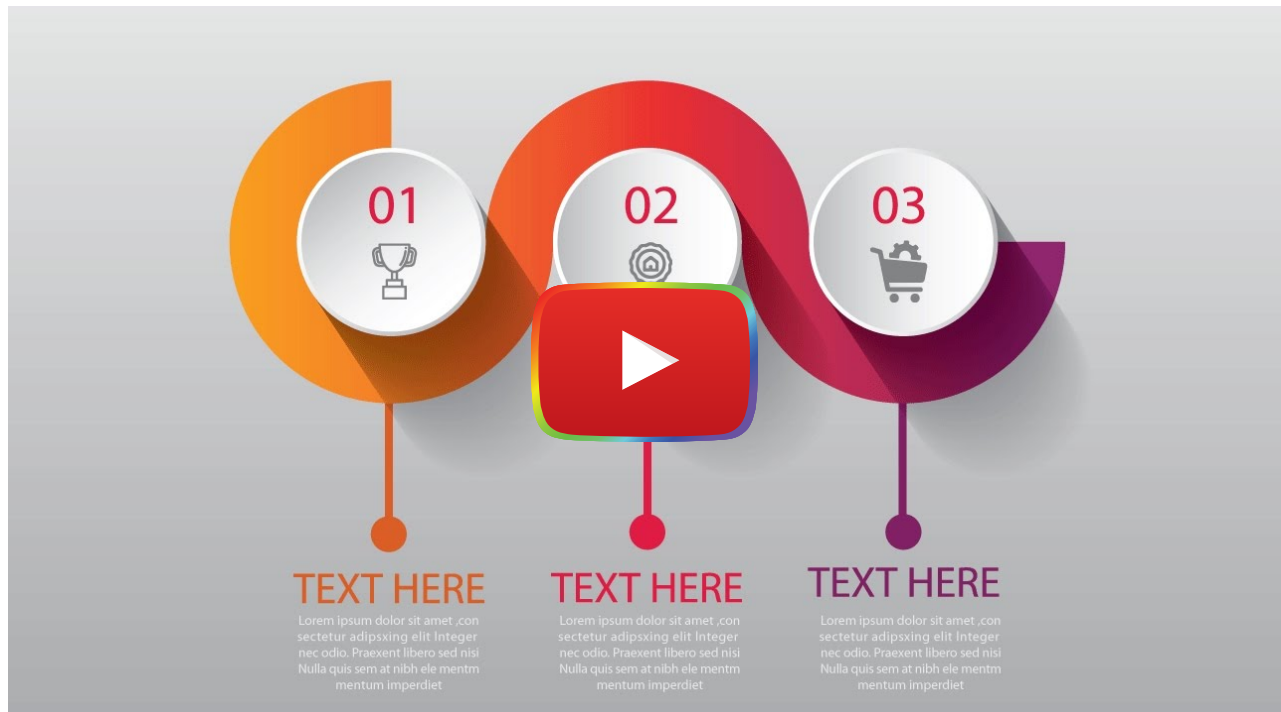 01
02
03
TEXT HERE
Lorem ipsum dolor sit amet ,con
sectetur adipsxing elit Integer
nec odio. Praexent libero sed nisi
Nulla quis sem at nibh ele mentm
mentum imperdiet
TEXT HERE
Lorem ipsum dolor sit amet ,con
sectetur adipsxing elit Integer
nec odio. Praexent libero sed nisi
Nulla quis sem at nibh ele mentm
mentum imperdiet
TEXT HERE
Lorem ipsum dolor sit amet ,con
sectetur adipsxing elit Integer
nec odio. Praexent libero sed nisi
Nulla quis sem at nibh ele mentm
mentum imperdiet